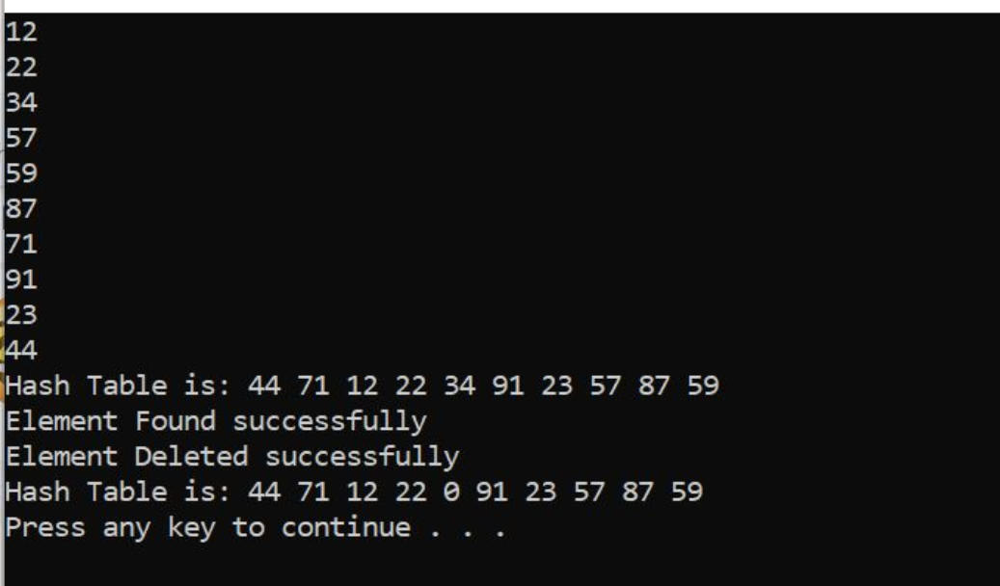 12
22
34
57
59
87
71
91
23
44
Hash Table is: 44 71 12 22 34 91 23 57 87 59
Element Found successfully
Element Deleted successfully
Hash Table is: 44 71 12 22 0 91 23 57 87 59
Press any key to continue . . .